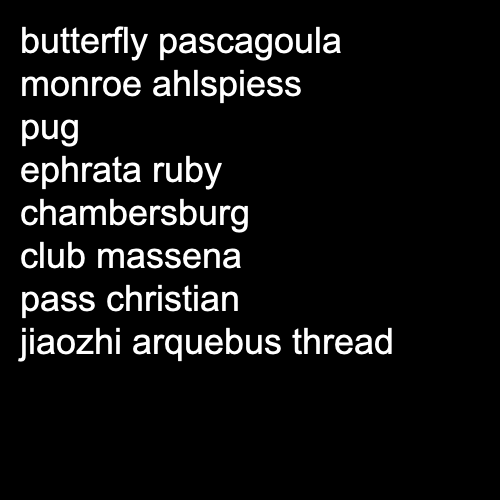 butterfly pascagoula
monroe ahlspiess
pug
ephrata ruby
chambersburg
club massena
pass christian
jiaozhi arquebus thread